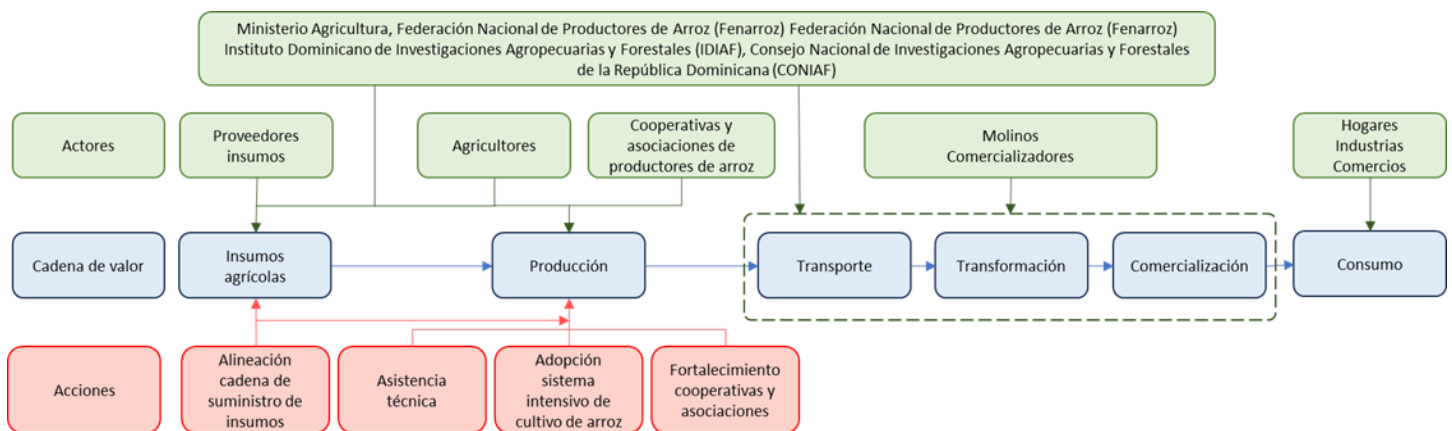 Ministerio Agricultura, Federación Nacional de Productores de Arroz (Fenarroz) Federación Nacional de Productores de Arroz (Fenarroz)
Instituto Dominicano de Investigaciones Agropecuarias y Forestales (IDIAF), Consejo Nacional de Investigaciones Agropecuarias y Forestales
de la República Dominicana (CONIAF)
Actores
Proveedores
insumos
Agricultores
Cooperativas y
asociaciones de
productores de arroz
Molinos
Comercializadores
Hogares
Industrias
Comercios
Cadena de valor
Insumos
agrícolas
Producción
Transporte
Transformación
Comercialización
Consumo
Acciones
Alineación
cadena de
suministro de
insumos
Asistencia
técnica
Adopción
sistema
intensivo de
cultivo de arroz
Fortalecimiento
cooperativas y
asociaciones